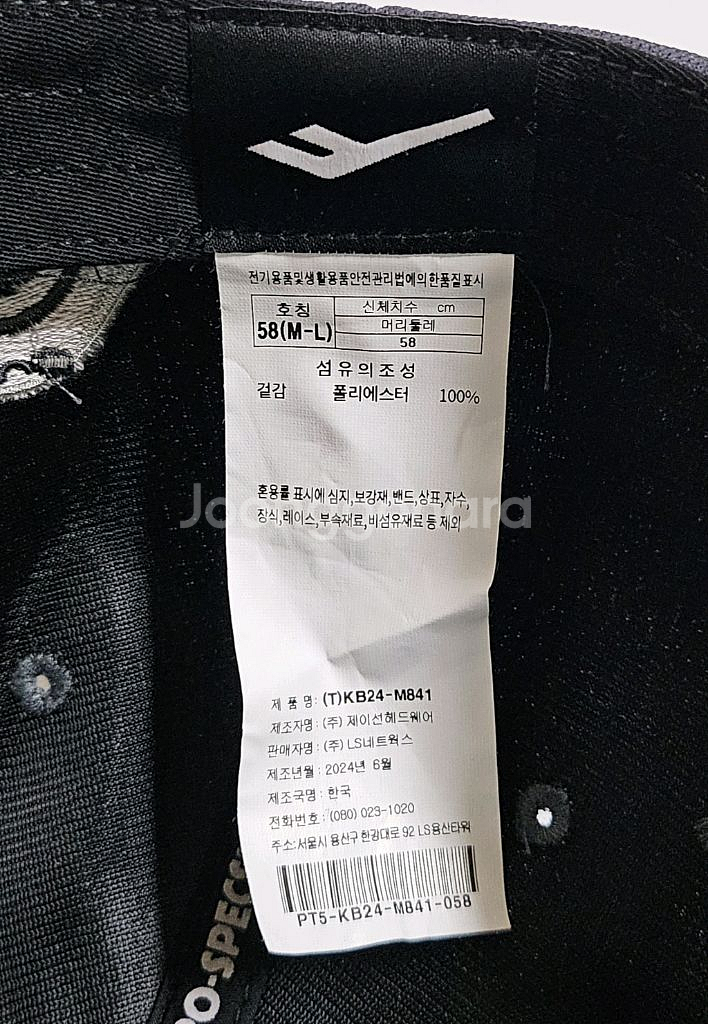 전기용품및생활용품안전관리법에의한품질표시
호칭 신체치수 cm
58(M-L) 머리둘레
58
섬유의조성
겉감 폴리에스터 100%
혼용률 표시에 심지,보강재,밴드,상표,자수,
장식,레이스,부속재료,비섬유재료 등 제외
제 품 명: (T)KB24-M841
제조자명: (주) 제이선헤드웨어
판매자명: (주) LS네트웍스
제조년월: 2024년 6월
제조국명: 한국
전화번호: (080) 023-1020
주소:서울시 용산구 한강대로 92 LS용산타워
PT5-KB24-M841-058
O-SPECS